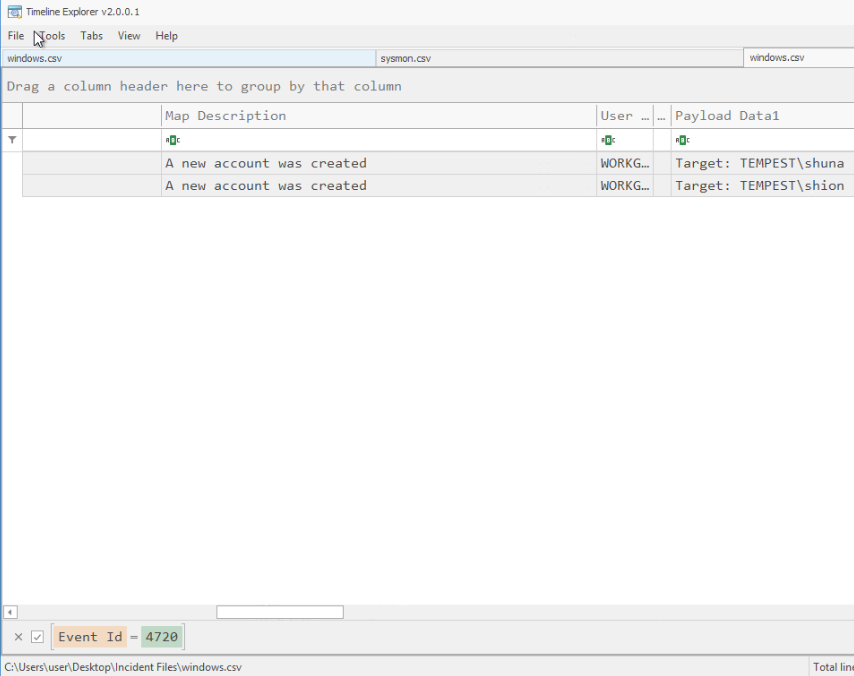 Timeline Explorer v2.0.0.1
File Tools Tabs View Help
windows.csv sysmon.csv windows.csv
Drag a column header here to group by that column
Map Description User … … Payload Data1
A new account was created WORKG… Target: TEMPEST\shuna
A new account was created WORKG… Target: TEMPEST\shion
Event Id = 4720
C:\Users\user\Desktop\Incident Files\windows.csv Total line